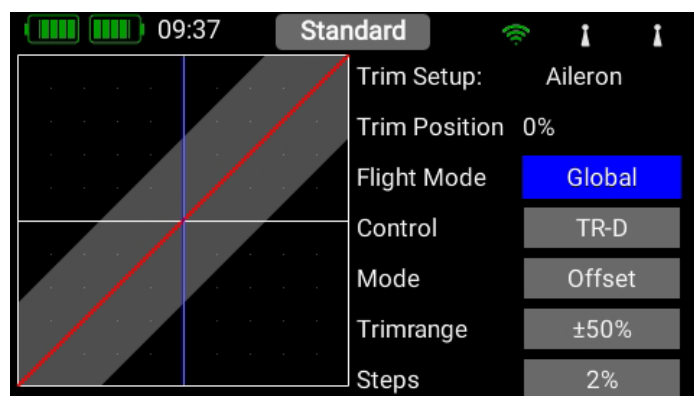 09:37 Standard
Trim Setup: Aileron
Trim Position 0%
Flight Mode Global
Control TR-D
Mode Offset
Trimrange ±50%
Steps 2%